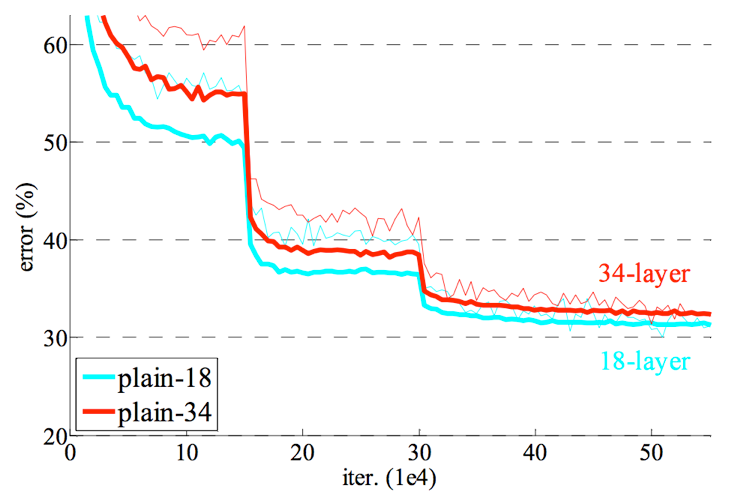 60
50
40
30
20
error (%)
34-layer
18-layer
plain-18
plain-34
0 10 20 30 40 50
iter. (1e4)